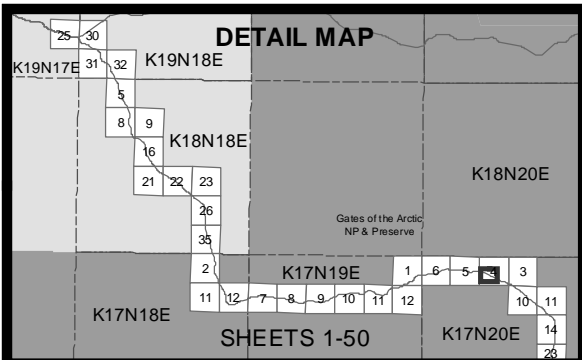 DETAIL MAP
25 30
K19N17E
31 32
K19N18E
5
8 9
K18N18E
16
21 22 23
K18N20E
26
Gates of the Arctic
NP & Preserve
35
2
K17N19E
1 6 5 4 3
11 12 7 8 9 10 11 12
10 11
K17N18E
SHEETS 1-50
K17N20E
14
23